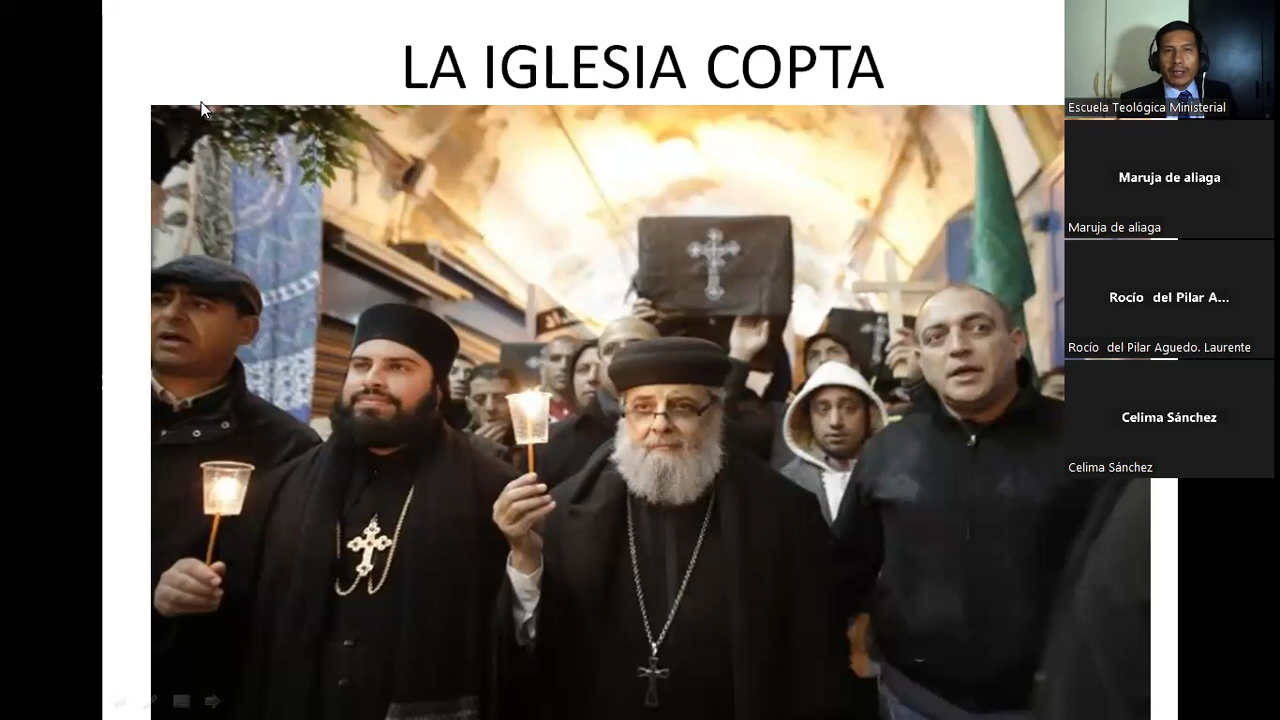 LA IGLESIA COPTA
Escuela Teológica Ministerial
Maruja de aliaga
Maruja de aliaga
Rocío del Pilar A...
Rocío del Pilar Aguedo. Laurente
Celima Sánchez
Celima Sánchez